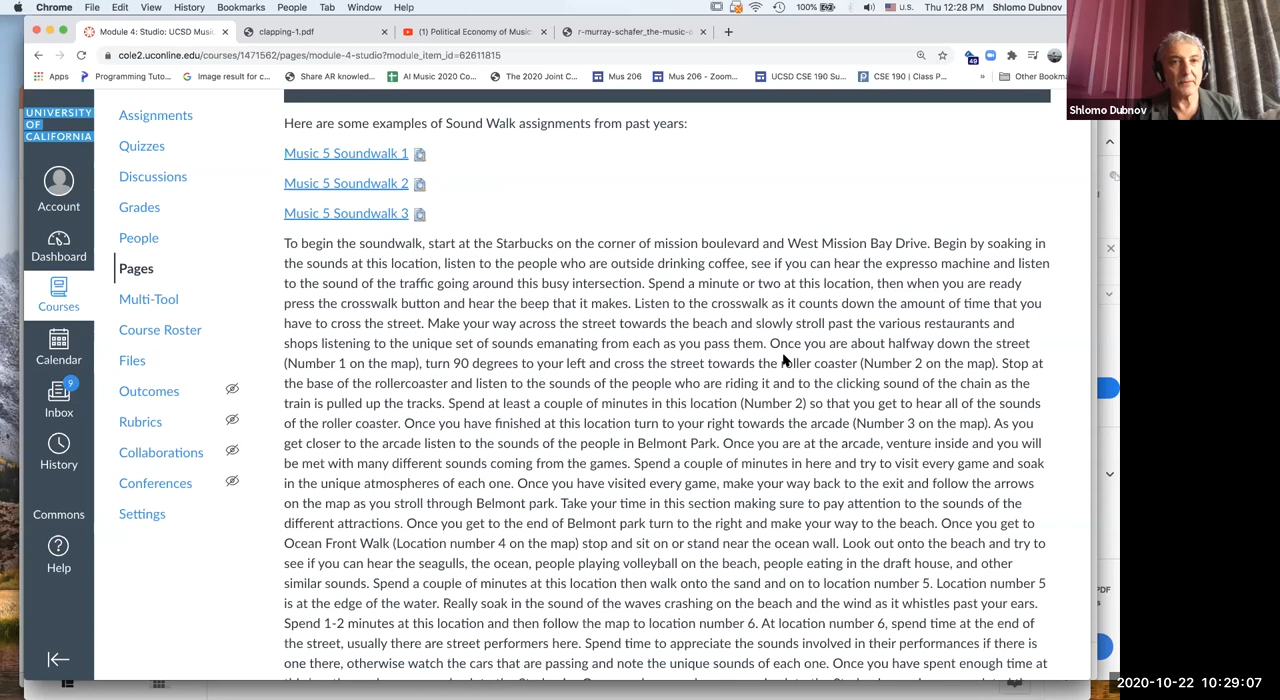 Chrome File Edit View History Bookmarks People Tab Window Help 100% U.S. Thu 12:28 PM Shlomo Dubnov
Module 4: Studio: UCSD Musi
clapping-1.pdf
(1) Political Economy of Music:
r-murray-schafer_the-music-o
cole2.uconline.edu/courses/1471562/pages/module-4-studio?module_item_id=62611815
49
Apps Programming Tuto... Image result for c... Share AR knowled... AI Music 2020 Co... The 2020 Joint C... Mus 206 Mus 206 - Zoom... UCSD CSE 190 Su... CSE 190 | Class P... » Other Bookma
Shlomo Dubnov
UNIVERSITY
OF
CALIFORNIA
Account
Dashboard
Courses
Calendar
9
Inbox
History
Commons
Help
Assignments
Quizzes
Discussions
Grades
People
Pages
Multi-Tool
Course Roster
Files
Outcomes
Rubrics
Collaborations
Conferences
Settings
Here are some examples of Sound Walk assignments from past years:
Music 5 Soundwalk 1
Music 5 Soundwalk 2
Music 5 Soundwalk 3
To begin the soundwalk, start at the Starbucks on the corner of mission boulevard and West Mission Bay Drive. Begin by soaking in
the sounds at this location, listen to the people who are outside drinking coffee, see if you can hear the expresso machine and listen
to the sound of the traffic going around this busy intersection. Spend a minute or two at this location, then when you are ready
press the crosswalk button and hear the beep that it makes. Listen to the crosswalk as it counts down the amount of time that you
have to cross the street. Make your way across the street towards the beach and slowly stroll past the various restaurants and
shops listening to the unique set of sounds emanating from each as you pass them. Once you are about halfway down the street
(Number 1 on the map), turn 90 degrees to your left and cross the street towards the roller coaster (Number 2 on the map). Stop at
the base of the rollercoaster and listen to the sounds of the people who are riding it and to the clicking sound of the chain as the
train is pulled up the tracks. Spend at least a couple of minutes in this location (Number 2) so that you get to hear all of the sounds
of the roller coaster. Once you have finished at this location turn to your right towards the arcade (Number 3 on the map). As you
get closer to the arcade listen to the sounds of the people in Belmont Park. Once you are at the arcade, venture inside and you will
be met with many different sounds coming from the games. Spend a couple of minutes in here and try to visit every game and soak
in the unique atmospheres of each one. Once you have visited every game, make your way back to the exit and follow the arrows
on the map as you stroll through Belmont park. Take your time in this section making sure to pay attention to the sounds of the
different attractions. Once you get to the end of Belmont park turn to the right and make your way to the beach. Once you get to
Ocean Front Walk (Location number 4 on the map) stop and sit on or stand near the ocean wall. Look out onto the beach and try to
see if you can hear the seagulls, the ocean, people playing volleyball on the beach, people eating in the draft house, and other
similar sounds. Spend a couple of minutes at this location then walk onto the sand and on to location number 5. Location number 5
is at the edge of the water. Really soak in the sound of the waves crashing on the beach and the wind as it whistles past your ears.
Spend 1-2 minutes at this location and then follow the map to location number 6. At location number 6, spend time at the end of
the street, usually there are street performers here. Spend time to appreciate the sounds involved in their performances if there is
one there, otherwise watch the cars that are passing and note the unique sounds of each one. Once you have spent enough time at
PDF
2020-10-22 10:29:07